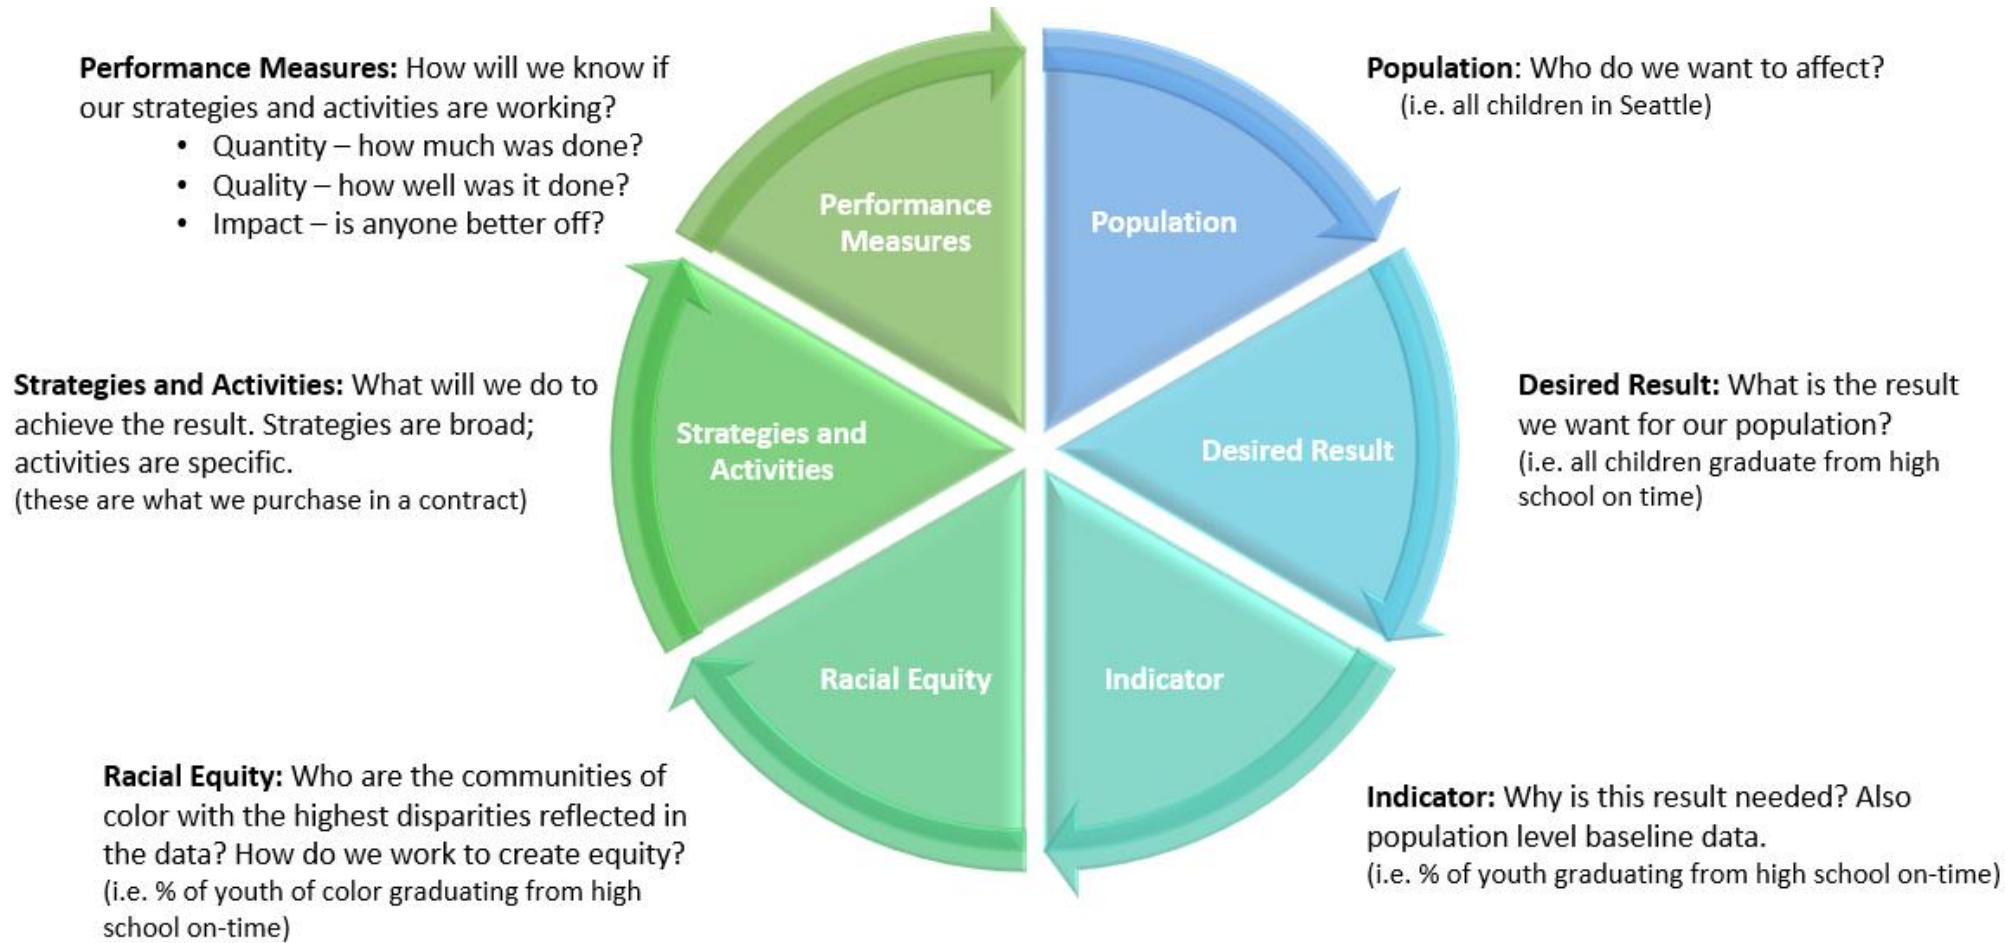 Performance Measures: How will we know if
our strategies and activities are working?
• Quantity – how much was done?
• Quality – how well was it done?
• Impact – is anyone better off?
Strategies and Activities: What will we do to
achieve the result. Strategies are broad;
activities are specific.
(these are what we purchase in a contract)
Racial Equity: Who are the communities of
color with the highest disparities reflected in
the data? How do we work to create equity?
(i.e. % of youth of color graduating from high
school on-time)
Performance
Measures
Population
Strategies and
Activities
Desired Result
Racial Equity
Indicator
Population: Who do we want to affect?
(i.e. all children in Seattle)
Desired Result: What is the result
we want for our population?
(i.e. all children graduate from high
school on time)
Indicator: Why is this result needed? Also
population level baseline data.
(i.e. % of youth graduating from high school on-time)